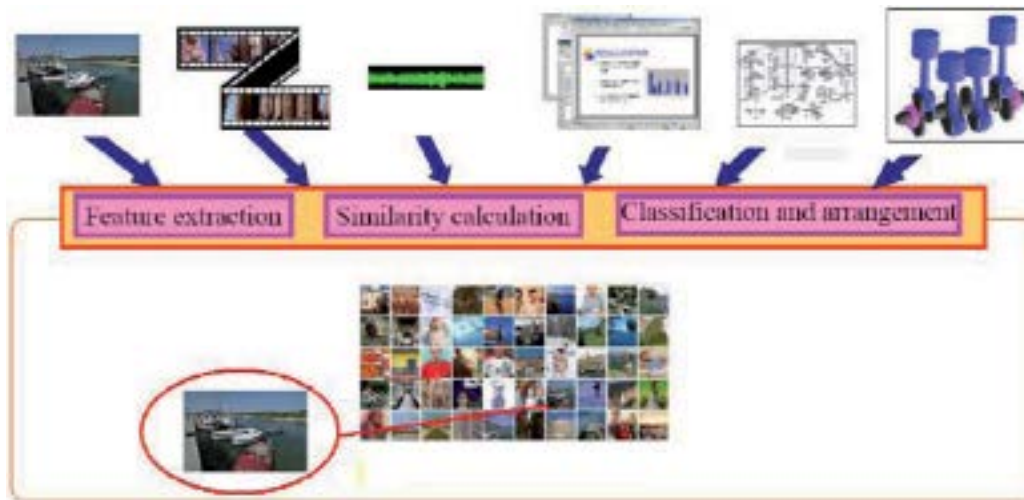 Feature extraction
Similarity calculation
Classification and arrangement